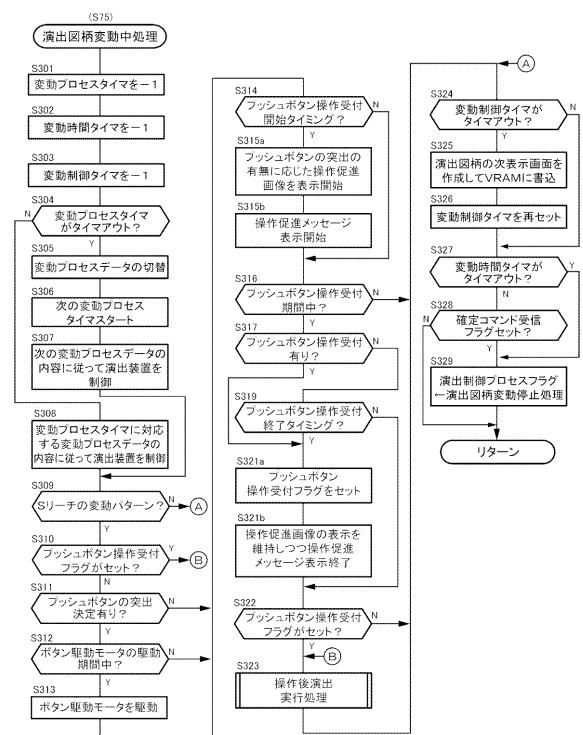 (S75)
演出図柄変動中処理
S301
変動プロセスタイマを－1
S302
変動時間タイマを－1
S303
変動制御タイマを－1
S304
変動プロセスタイマ
がタイマアウト？
N
Y
S305
変動プロセスデータの切替
S306
次の変動プロセス
タイマスタート
S307
次の変動プロセスデータの
内容に従って演出装置を
制御
S308
変動プロセスタイマに対応
する変動プロセスデータの
内容に従って演出装置を制御
S309
Sリーチの変動パターン？
N
A
Y
S310
プッシュボタン操作受付
フラグがセット？
Y
B
N
S311
プッシュボタンの突出
決定有り？
N
Y
S312
ボタン駆動モータの駆動
期間中？
N
Y
S313
ボタン駆動モータを駆動
S314
プッシュボタン操作受付
開始タイミング？
N
Y
S315a
プッシュボタンの突出の
有無に応じた操作促進
画像を表示開始
S315b
操作促進メッセージ
表示開始
S316
プッシュボタン操作受付
期間中？
N
Y
S317
プッシュボタン操作受付
有り？
N
Y
S319
プッシュボタン操作受付
終了タイミング？
N
Y
S321a
プッシュボタン
操作受付フラグをセット
S321b
操作促進画像の表示を
維持しつつ操作促進
メッセージ表示終了
S322
プッシュボタン操作受付
フラグがセット？
N
Y
B
S323
操作後演出
実行処理
A
S324
変動制御タイマが
タイマアウト？
N
Y
S325
演出図柄の次表示画面を
作成してVRAMに書込
S326
変動制御タイマを再セット
S327
変動時間タイマが
タイマアウト？
Y
N
S328
確定コマンド受信
フラグセット？
N
Y
S329
演出制御プロセスフラグ
←演出図柄変動停止処理
リターン